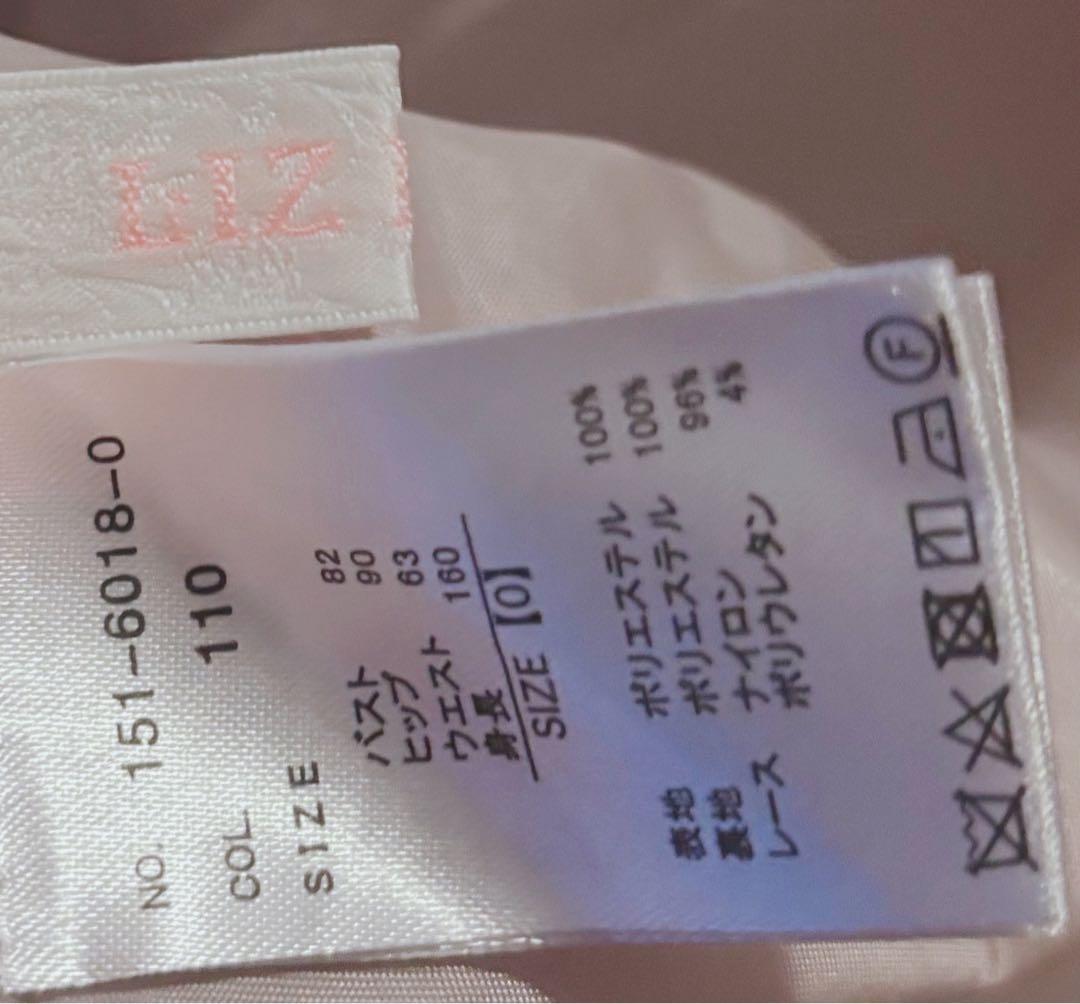 LIZ
NO. 151-6018-0
COL 110
SIZE
バスト 82
ヒップ 90
ウエスト 63
身長 160
SIZE【0】
表地 ポリエステル 100%
裏地 ポリエステル 100%
レース ナイロン 96%
ポリウレタン 4%
F